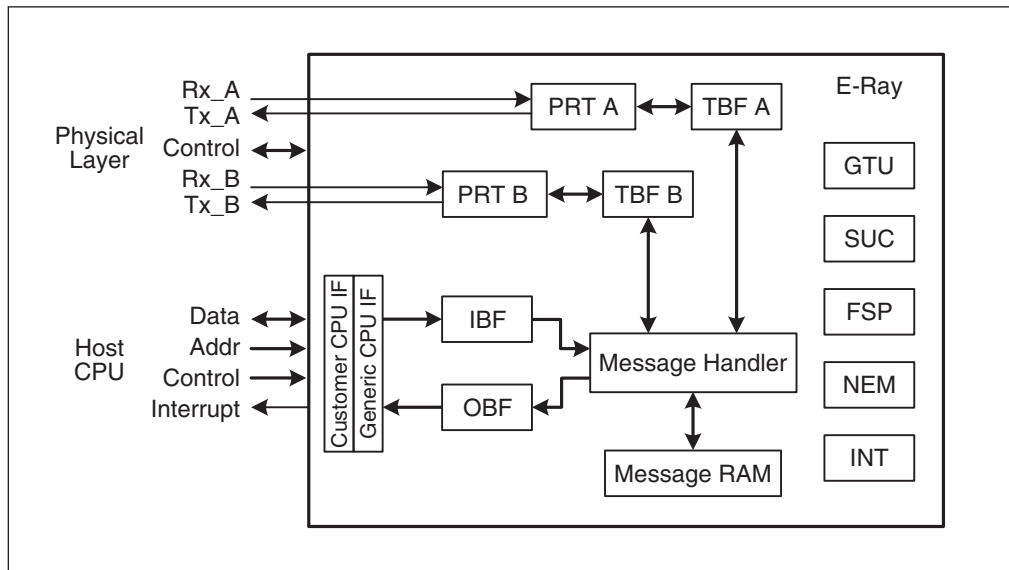 E-Ray
Rx_A
Tx_A
PRT A
TBF A
Physical
Layer
Control
GTU
Rx_B
Tx_B
PRT B
TBF B
SUC
Customer CPU IF
Generic CPU IF
Host
CPU
Data
Addr
Control
Interrupt
IBF
OBF
Message Handler
Message RAM
FSP
NEM
INT